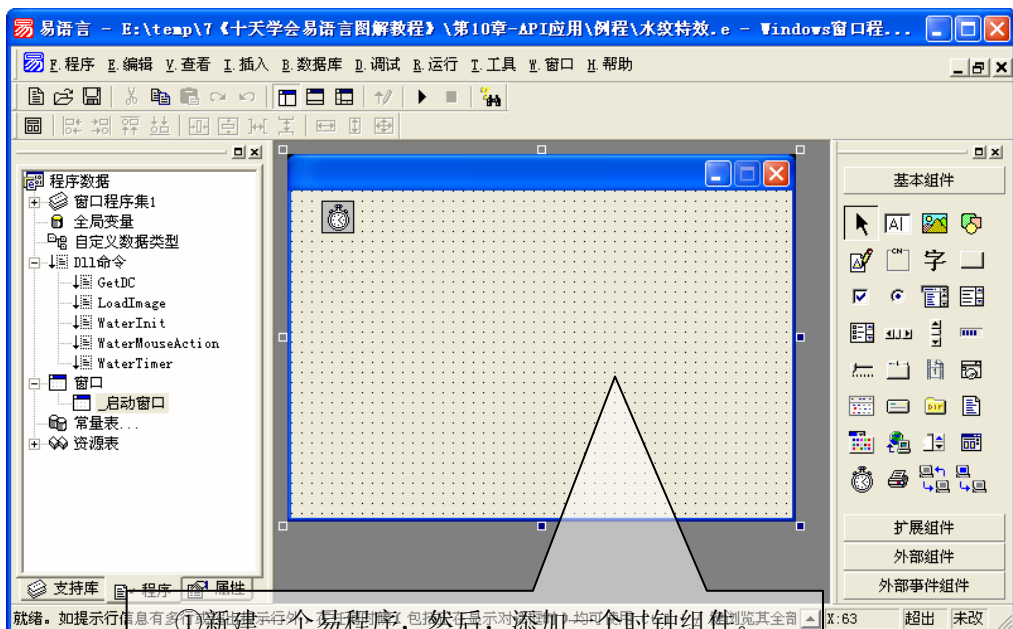 易语言 - E:\temp\7《十天学会易语言图解教程》\第10章-API应用\例程\水纹特效.e - Windows窗口程...
F.程序 E.编辑 V.查看 I.插入 B.数据库 D.调试 R.运行 T.工具 W.窗口 H.帮助
程序数据
窗口程序集1
全局变量
自定义数据类型
Dll命令
GetDC
LoadImage
WaterInit
WaterMouseAction
WaterTimer
窗口
_启动窗口
常量表...
资源表
支持库 程序 属性
基本组件
扩展组件
外部组件
外部事件组件
①新建一个易程序，然后，添加一个时钟组件。
就绪。如提示行信息有多行
浏览其全部
X:63 超出 未改